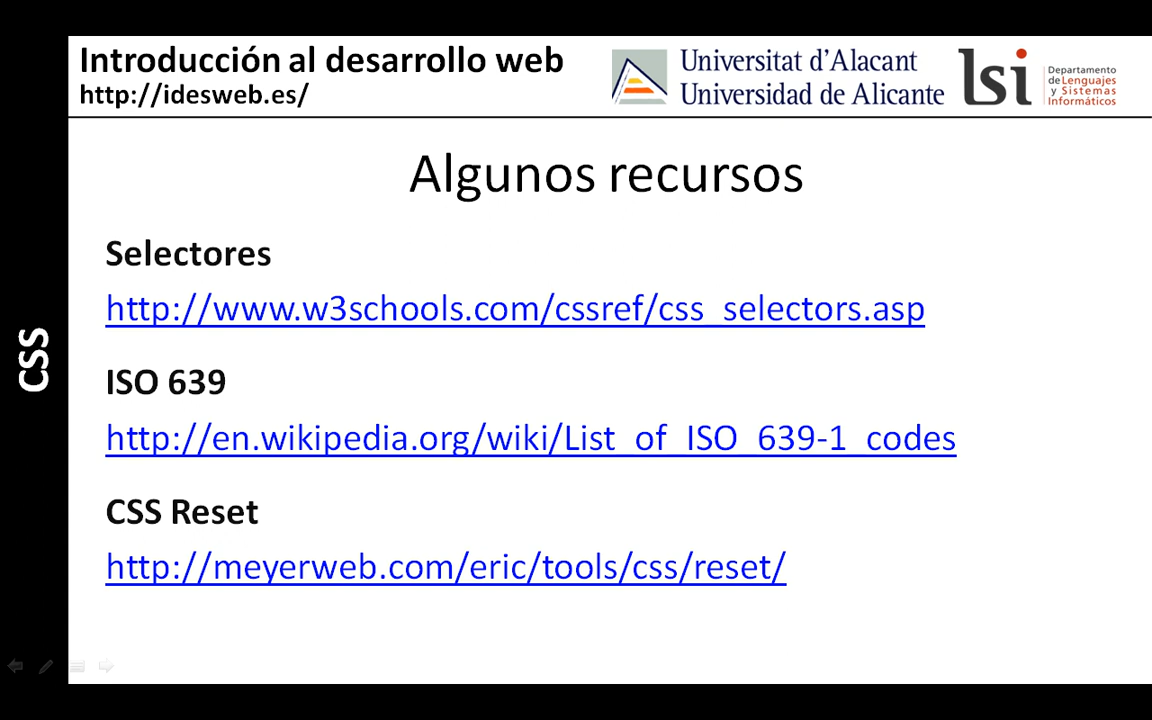 Introducción al desarrollo web
http://idesweb.es/
Universitat d'Alacant
Universidad de Alicante
lsi
Departamento
de Lenguajes
y Sistemas
Informáticos
CSS
Algunos recursos
Selectores
http://www.w3schools.com/cssref/css_selectors.asp
ISO 639
http://en.wikipedia.org/wiki/List_of_ISO_639-1_codes
CSS Reset
http://meyerweb.com/eric/tools/css/reset/